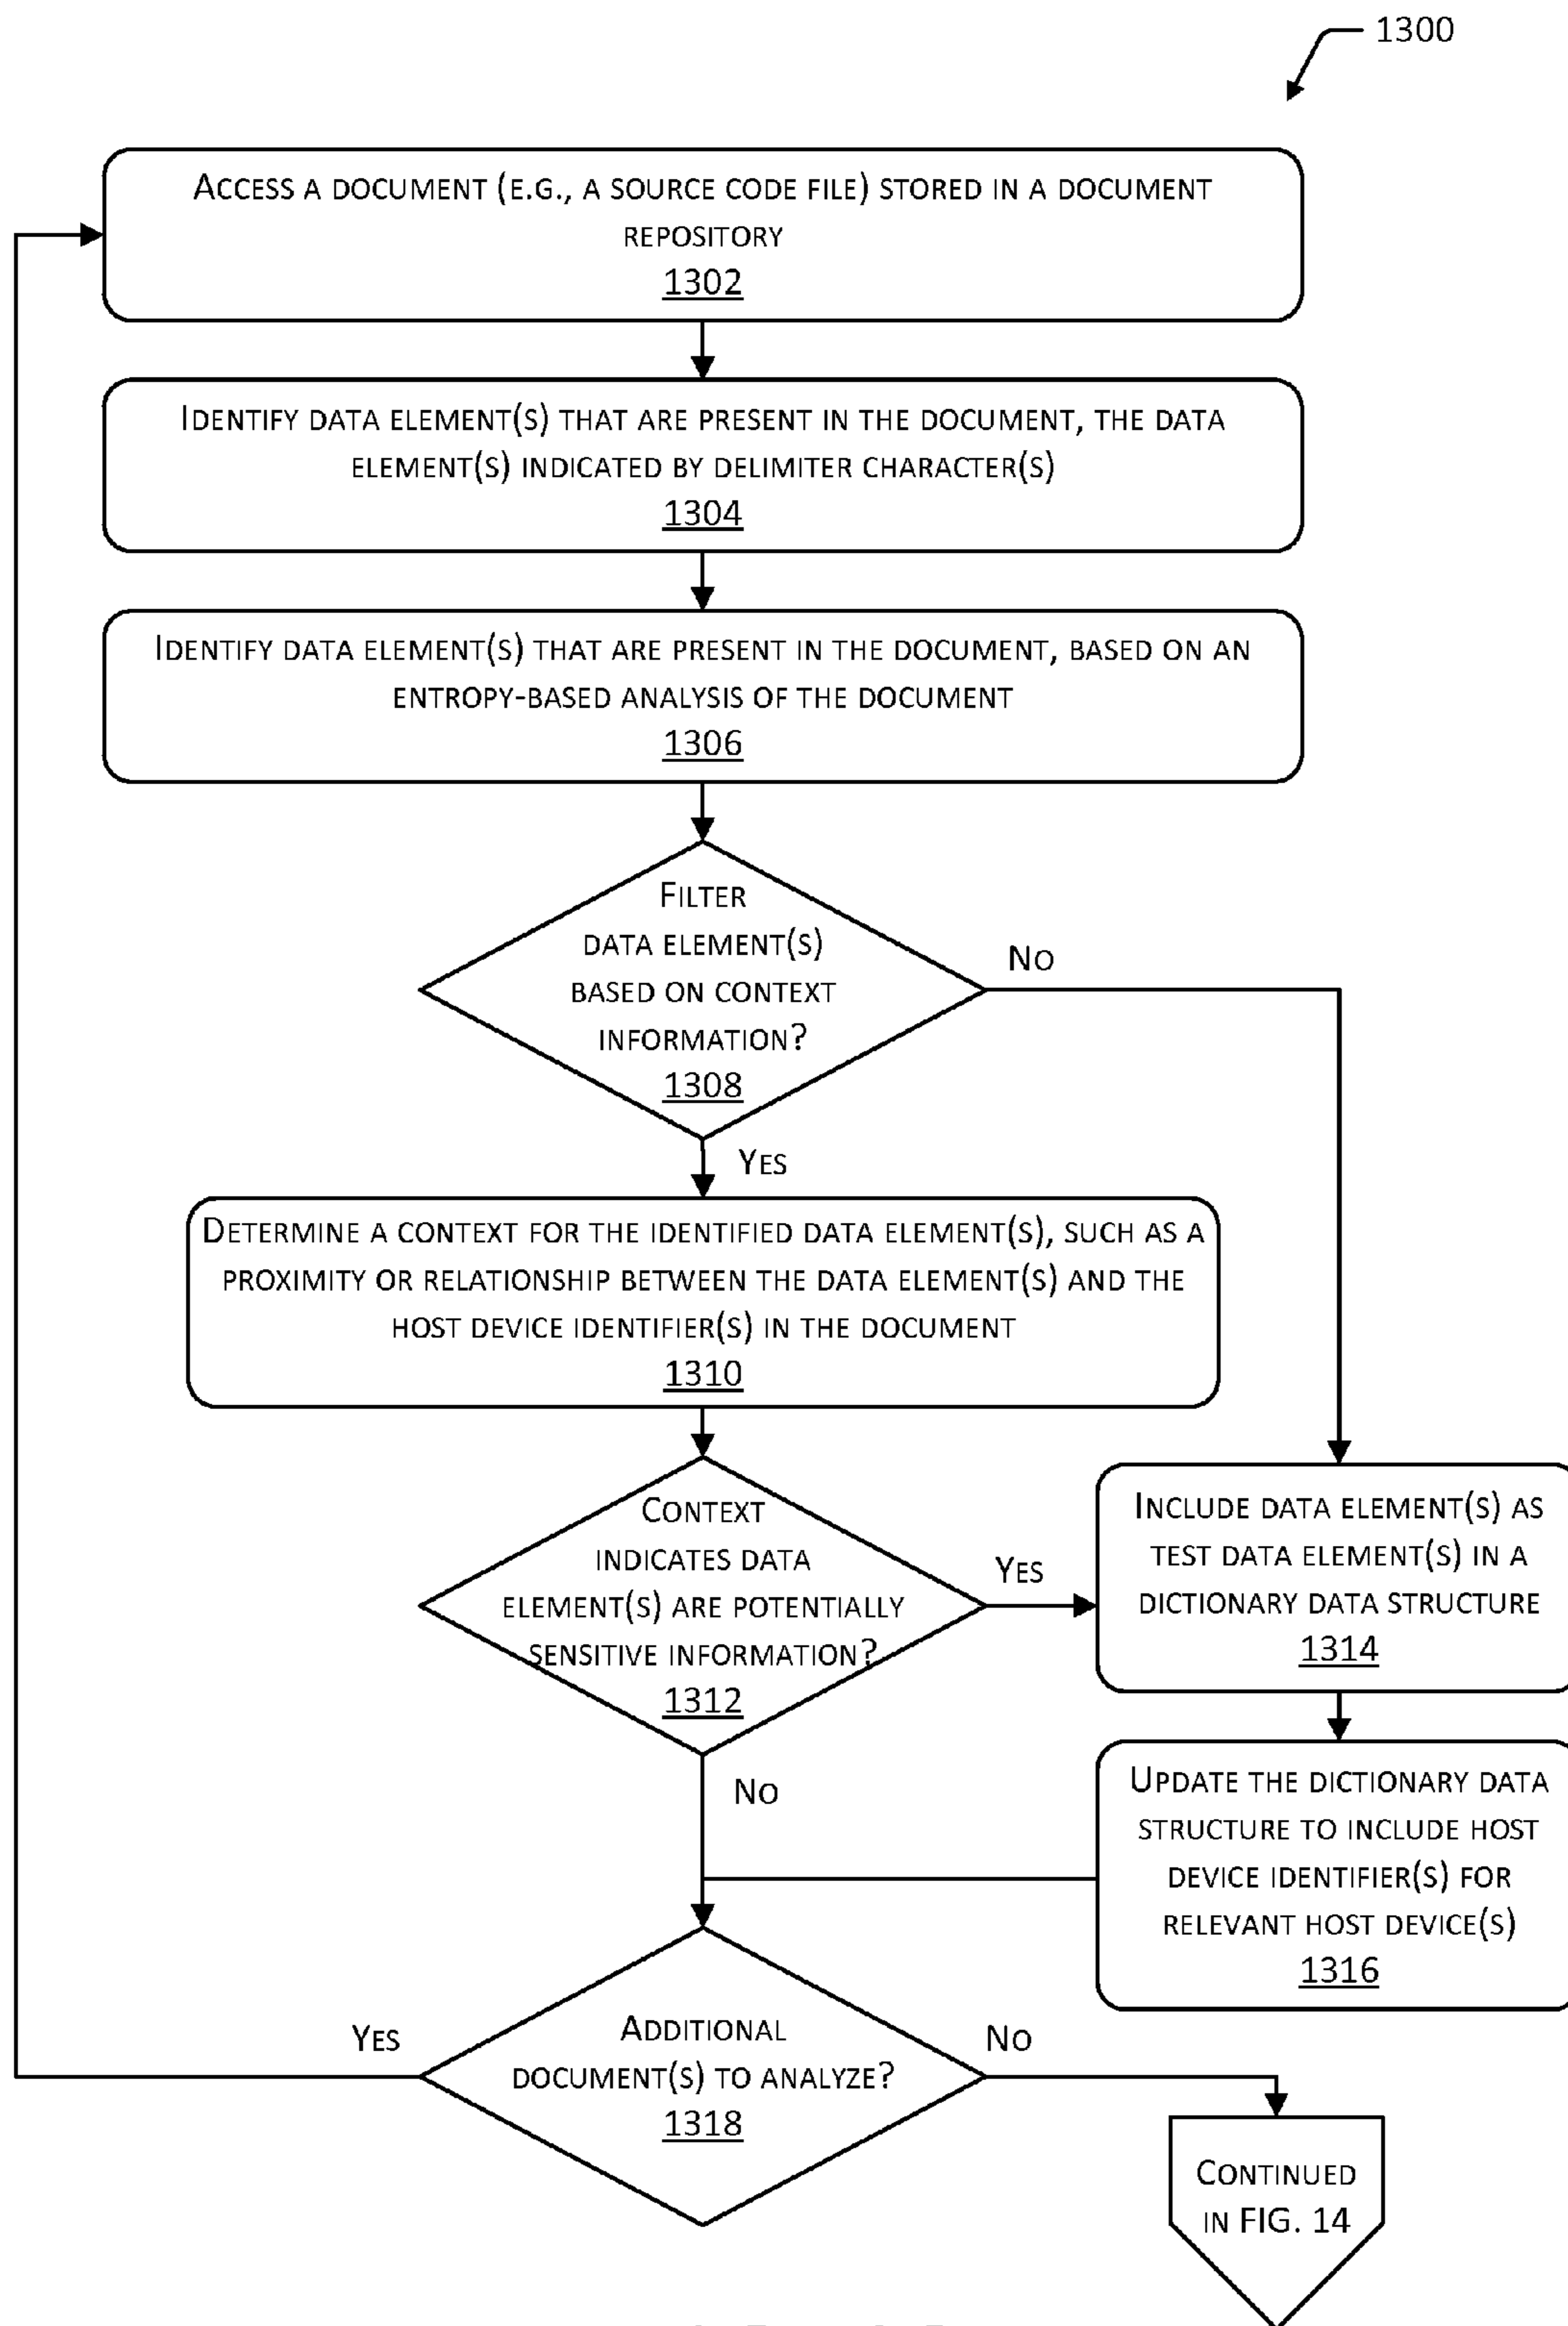 1300
Access a document (e.g., a source code file) stored in a document
repository
1302
Identify data element(s) that are present in the document, the data
element(s) indicated by delimiter character(s)
1304
Identify data element(s) that are present in the document, based on an
entropy-based analysis of the document
1306
Filter
data element(s)
based on context
information?
1308
No
Yes
Determine a context for the identified data element(s), such as a
proximity or relationship between the data element(s) and the
host device identifier(s) in the document
1310
Context
indicates data
element(s) are potentially
sensitive information?
1312
Yes
No
Include data element(s) as
test data element(s) in a
dictionary data structure
1314
Update the dictionary data
structure to include host
device identifier(s) for
relevant host device(s)
1316
Additional
document(s) to analyze?
1318
Yes
No
Continued
in FIG. 14